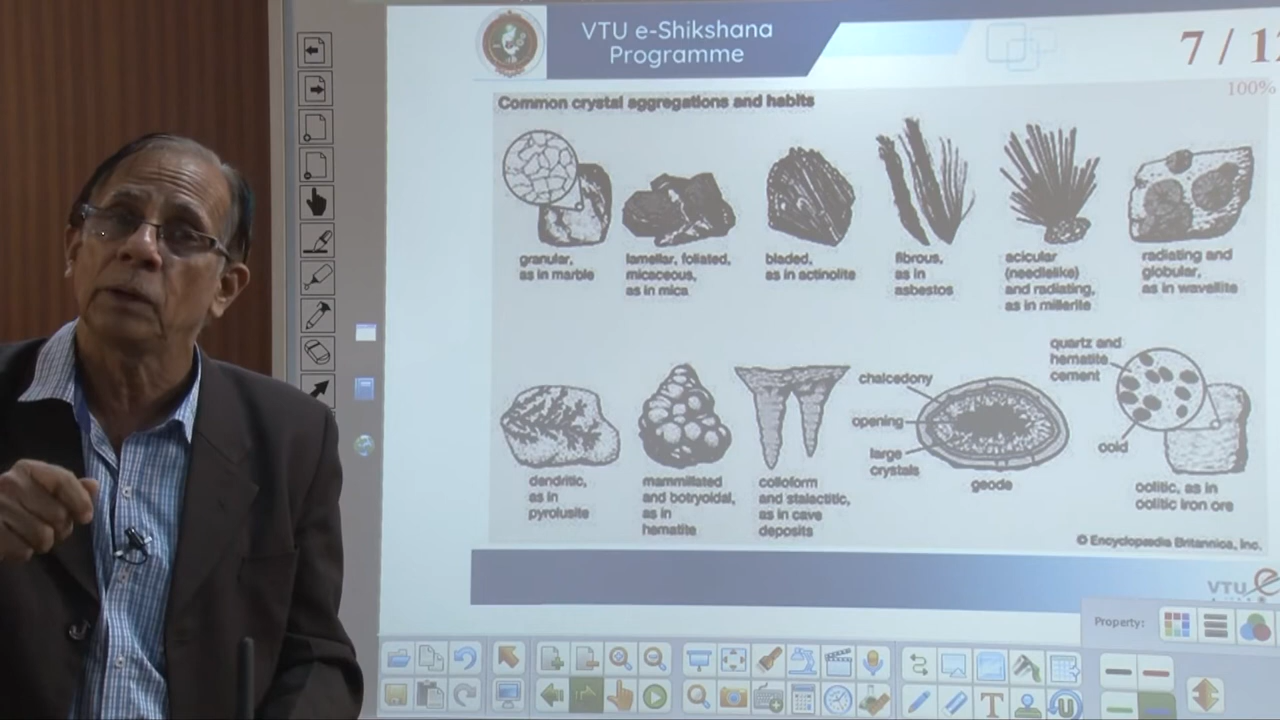 VTU e-Shikshana
Programme
7 / 12
100%
Common crystal aggregations and habits
granular,
as in marble
lamellar, foliated,
micaceous,
as in mica
bladed,
as in actinolite
fibrous,
as in
asbestos
acicular
(needlelike)
and radiating,
as in millerite
radiating and
globular,
as in wavellite
dendritic,
as in
pyrolusite
mammillated
and botryoidal,
as in
hematite
colloform
and stalactitic,
as in cave
deposits
chalcedony
opening
large
crystals
geode
quartz and
hematite
cement
ooid
oolitic, as in
oolitic iron ore
© Encyclopædia Britannica, Inc.
VTU e
Property:
T